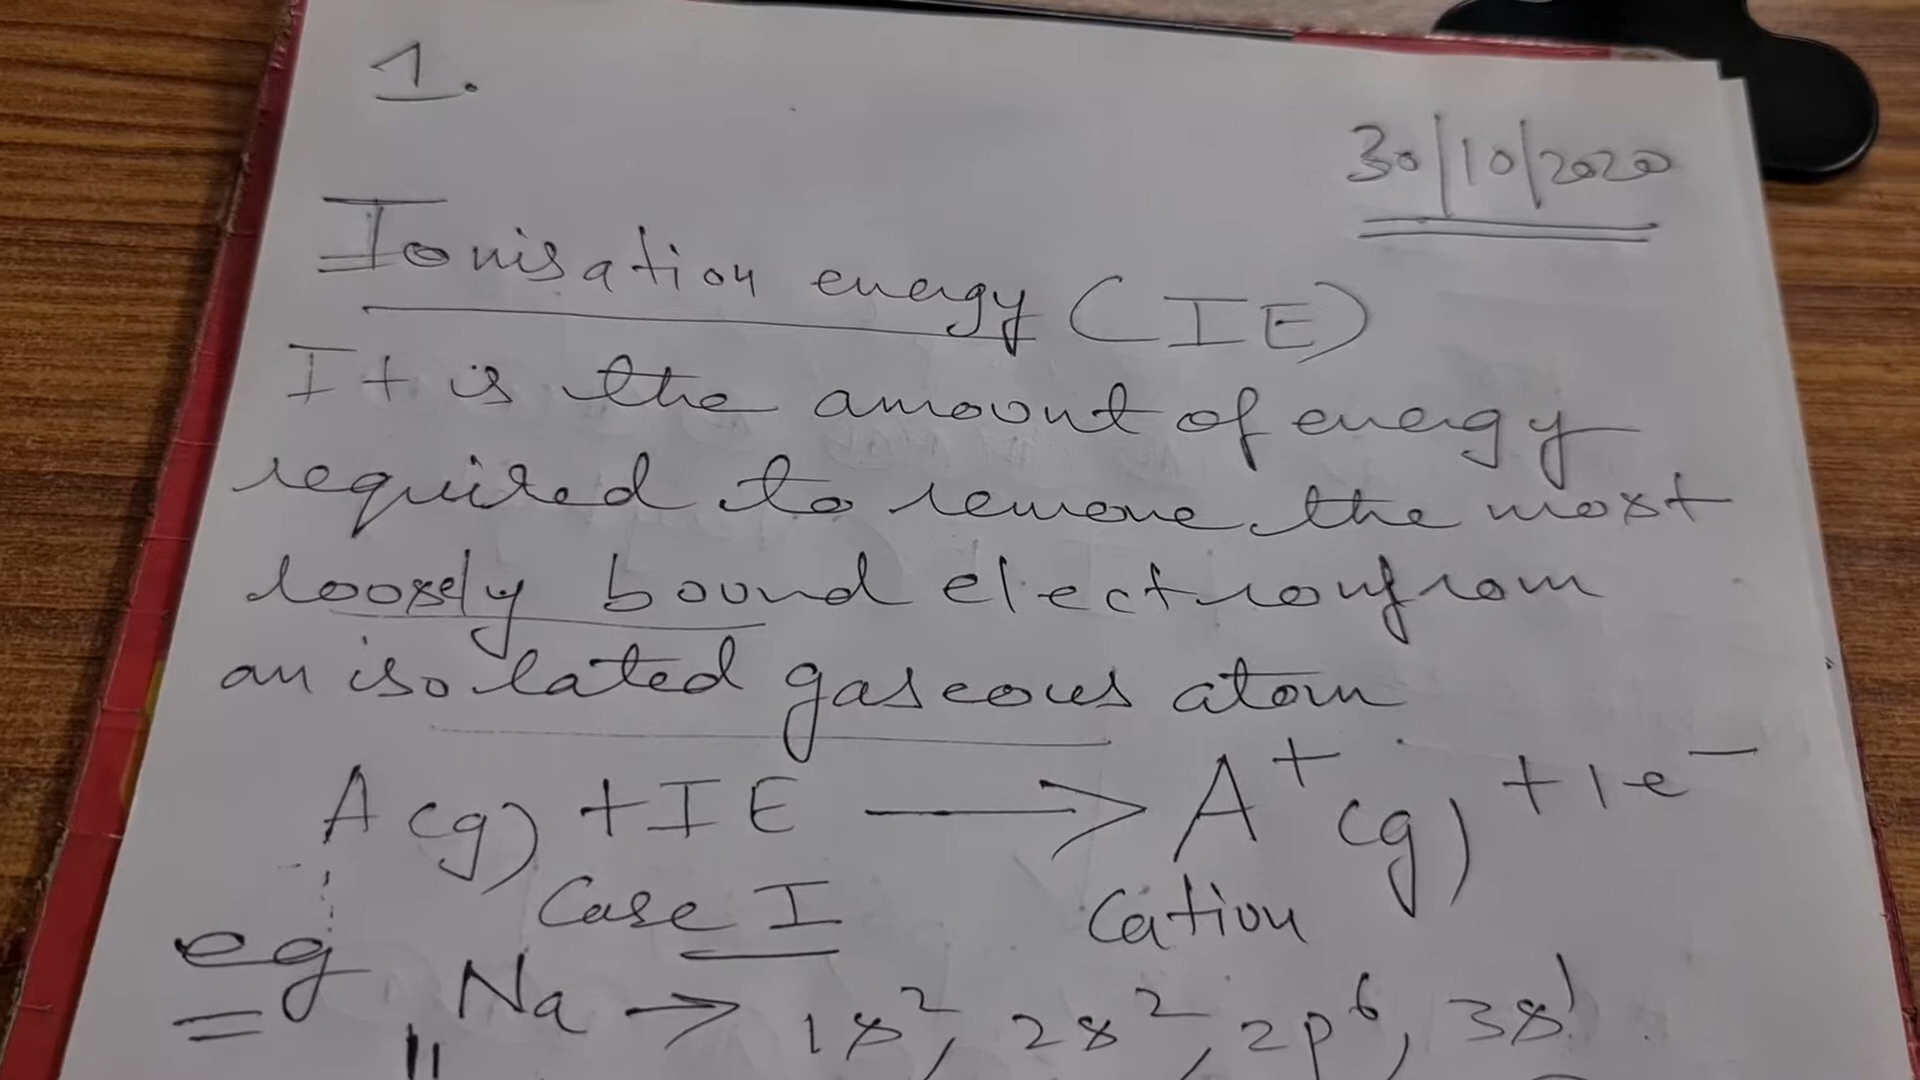 1.
30/10/2020
Ionisation energy (IE)
It is the amount of energy
required to remove the most
loosely bound electron from
an isolated gaseous atom
A(g) + IE ⟶ A⁺(g) + 1e⁻
Case I Cation
eg ₁₁Na → 1s², 2s², 2p⁶, 3s¹